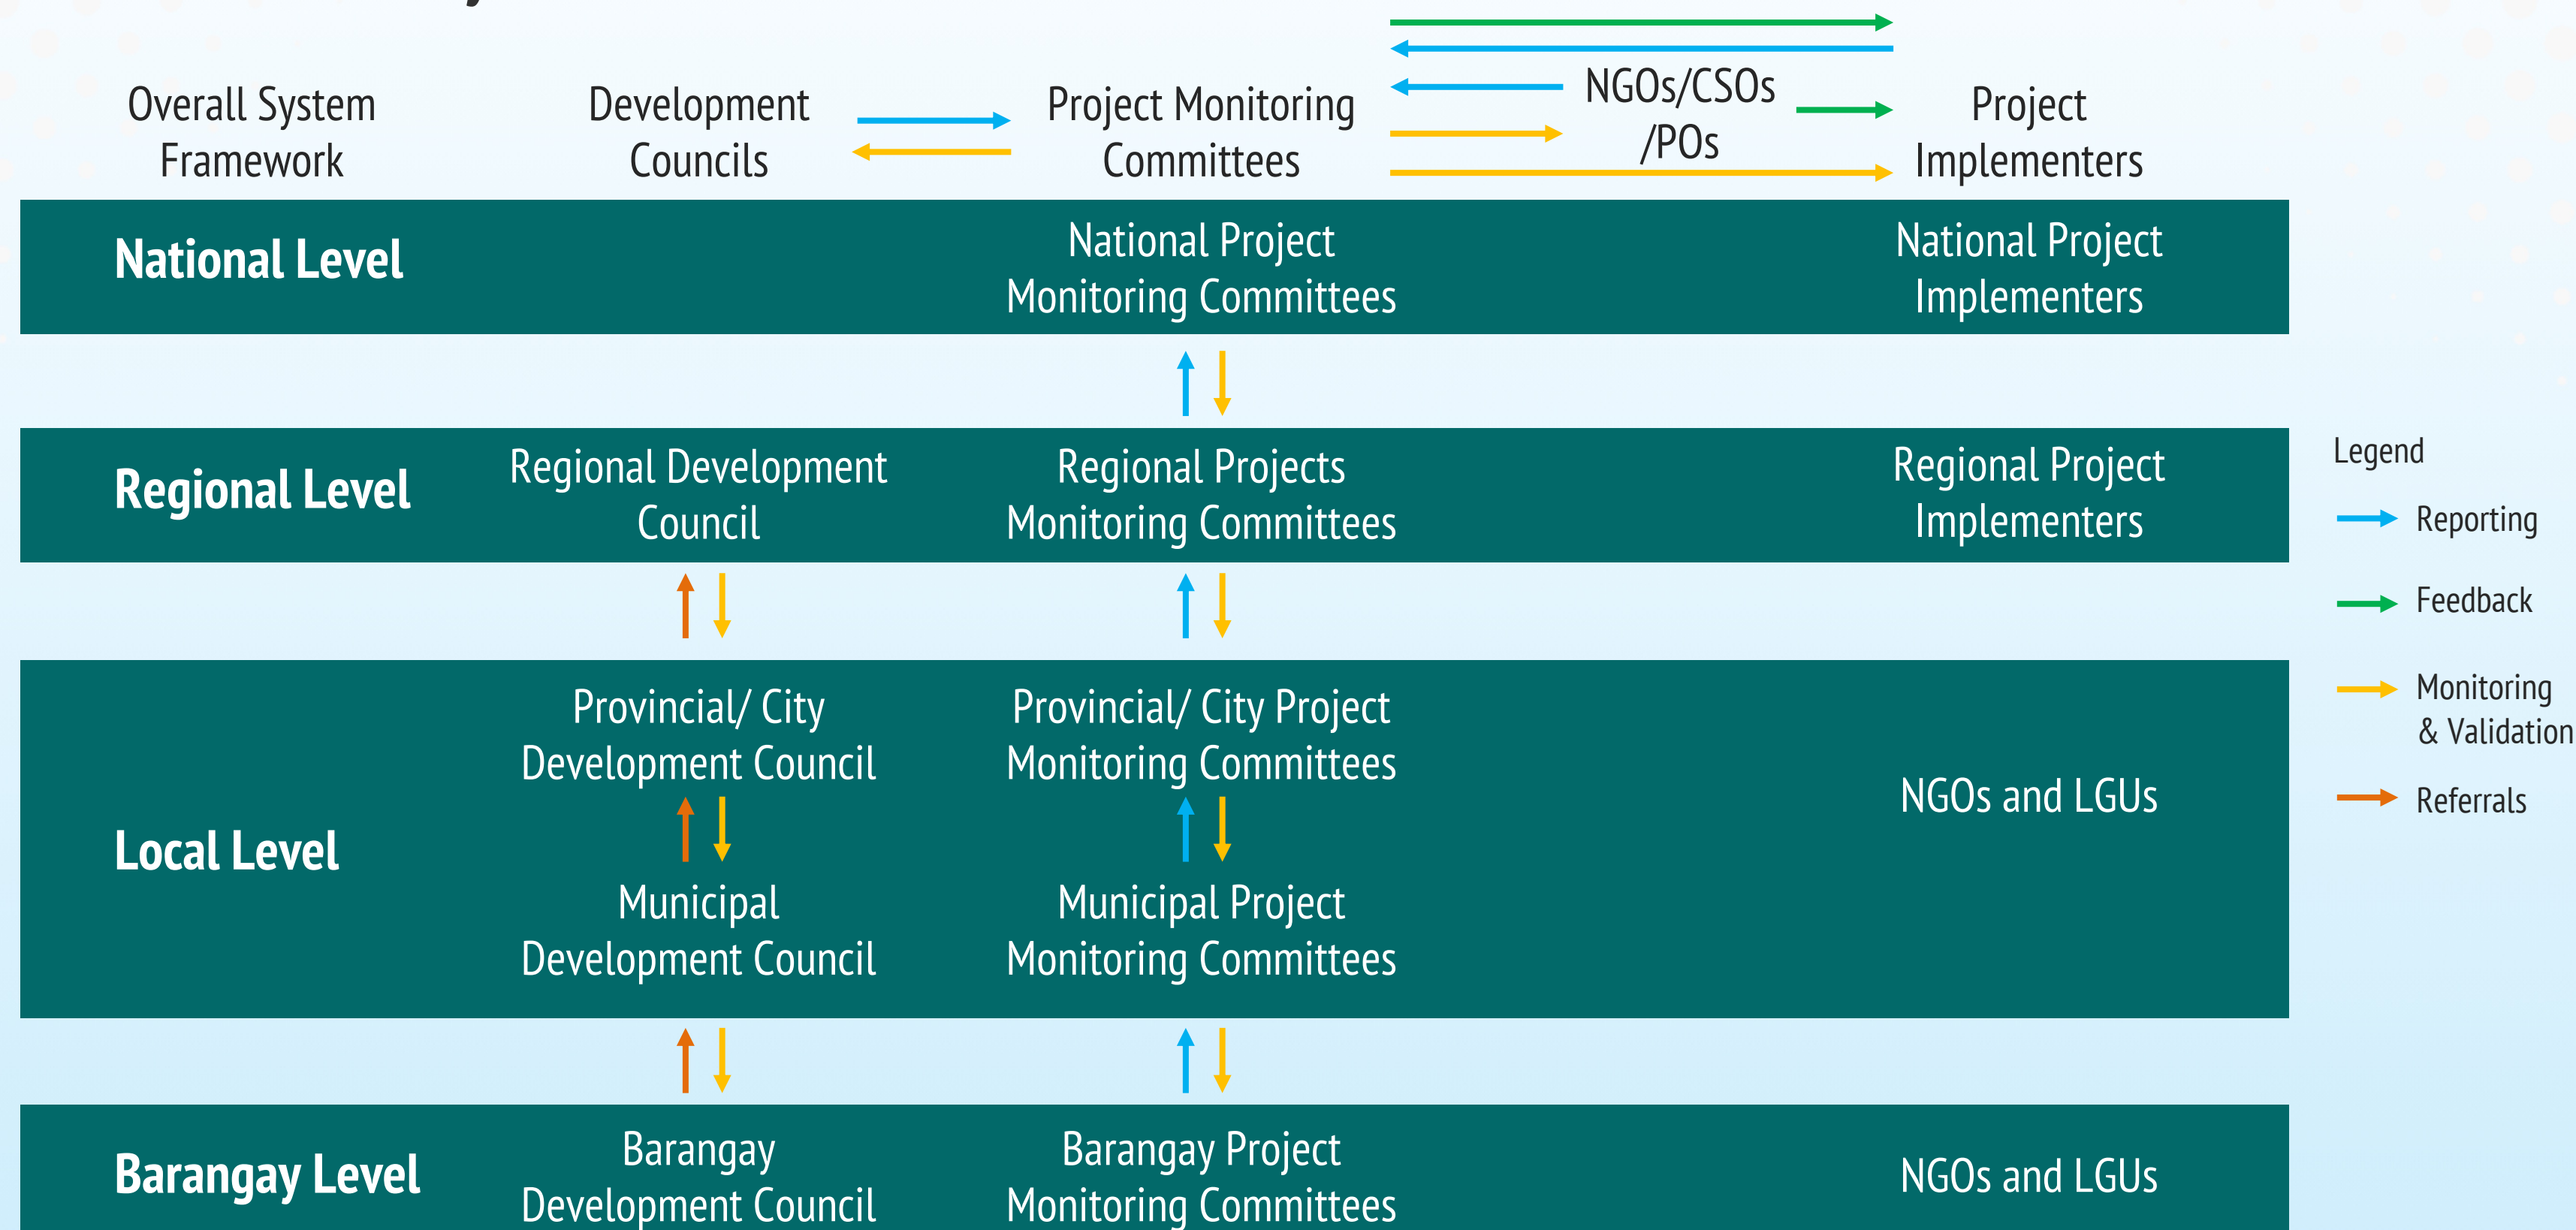 Overall System
Framework
Development
Councils
Project Monitoring
Committees
NGOs/CSOs
/POs
Project
Implementers
National Level
National Project
Monitoring Committees
National Project
Implementers
Regional Level
Regional Development
Council
Regional Projects
Monitoring Committees
Regional Project
Implementers
Local Level
Provincial/ City
Development Council
Provincial/ City Project
Monitoring Committees
Municipal
Development Council
Municipal Project
Monitoring Committees
NGOs and LGUs
Barangay Level
Barangay
Development Council
Barangay Project
Monitoring Committees
NGOs and LGUs
Legend
Reporting
Feedback
Monitoring
& Validation
Referrals